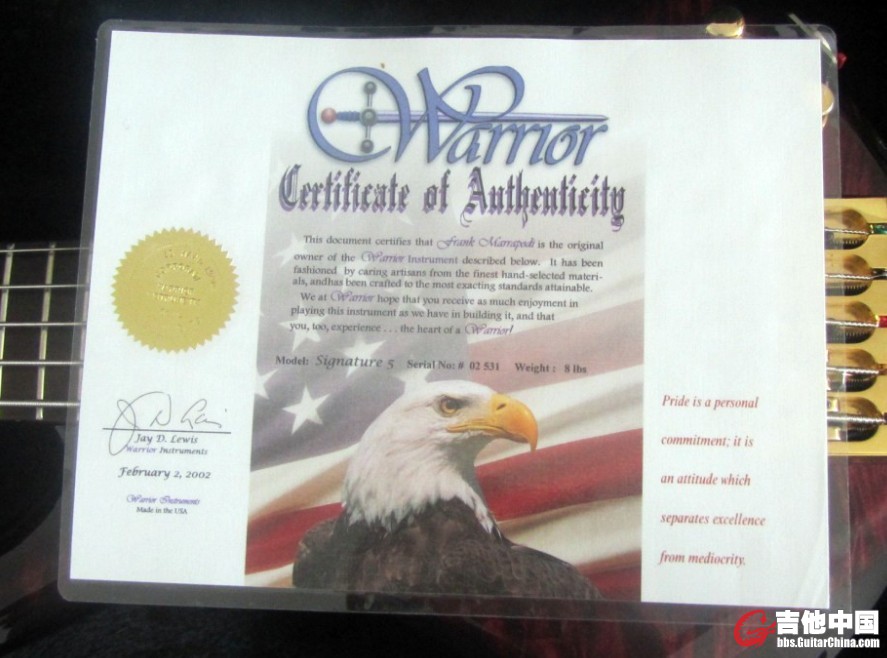 Warrior
Certificate of Authenticity
This document certifies that Frank Marrapodi is the original
owner of the Warrior Instrument described below. It has been
fashioned by caring artisans from the finest hand-selected materi-
als, andhas been crafted to the most exacting standards attainable.
We at Warrior hope that you receive as much enjoyment in
playing this instrument as we have in building it, and that
you, too, experience . . . the heart of a Warrior!
Model: Signature 5 Serial No: # 02 531 Weight : 8 lbs
Jay D. Lewis
Warrior Instruments
February 2, 2002
Warrior Instruments
Made in the USA
Pride is a personal
commitment; it is
an attitude which
separates excellence
from mediocrity.
吉他中国
bbs.GuitarChina.com